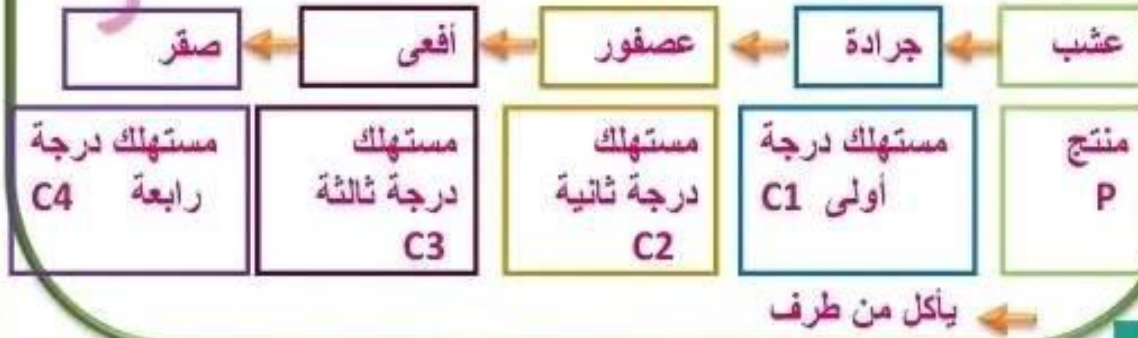 عشب
جرادة
عصفور
أفعى
صقر
منتج
P
مستهلك درجة
أولى C1
مستهلك
درجة ثانية
C2
مستهلك
درجة ثالثة
C3
مستهلك درجة
رابعة C4
يأكل من طرف